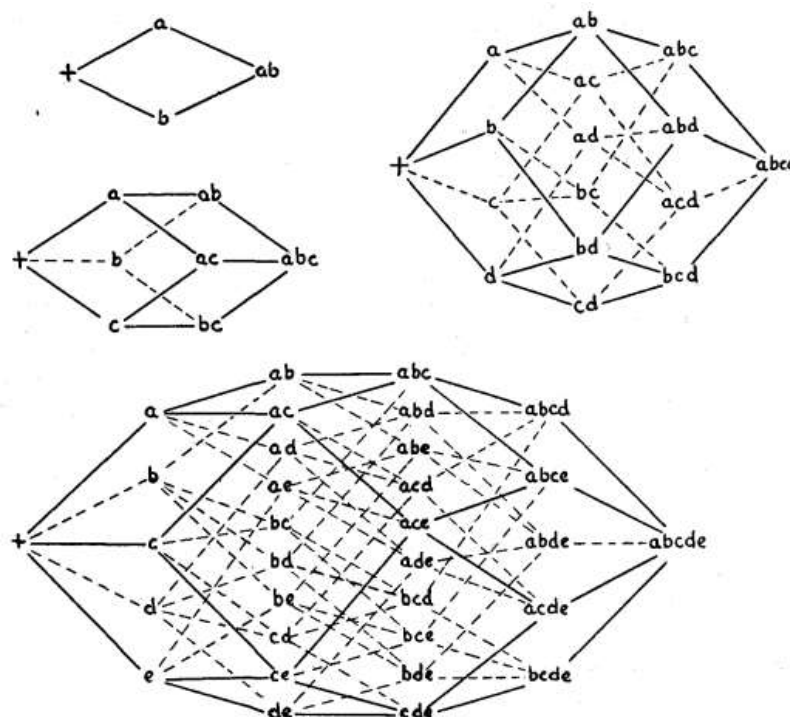 a
+ ab
b
a ab
+ b ac abc
c bc
ab
a abc
ac
b ad abd
+ abcd
c bc acd
bd
d bcd
cd
ab abc
a ac abd abcd
ad abe
b ae acd abce
bc ace
+ c abde abcde
bd ade
be bcd
d cd bce acde
e ce bde bcde
de cde